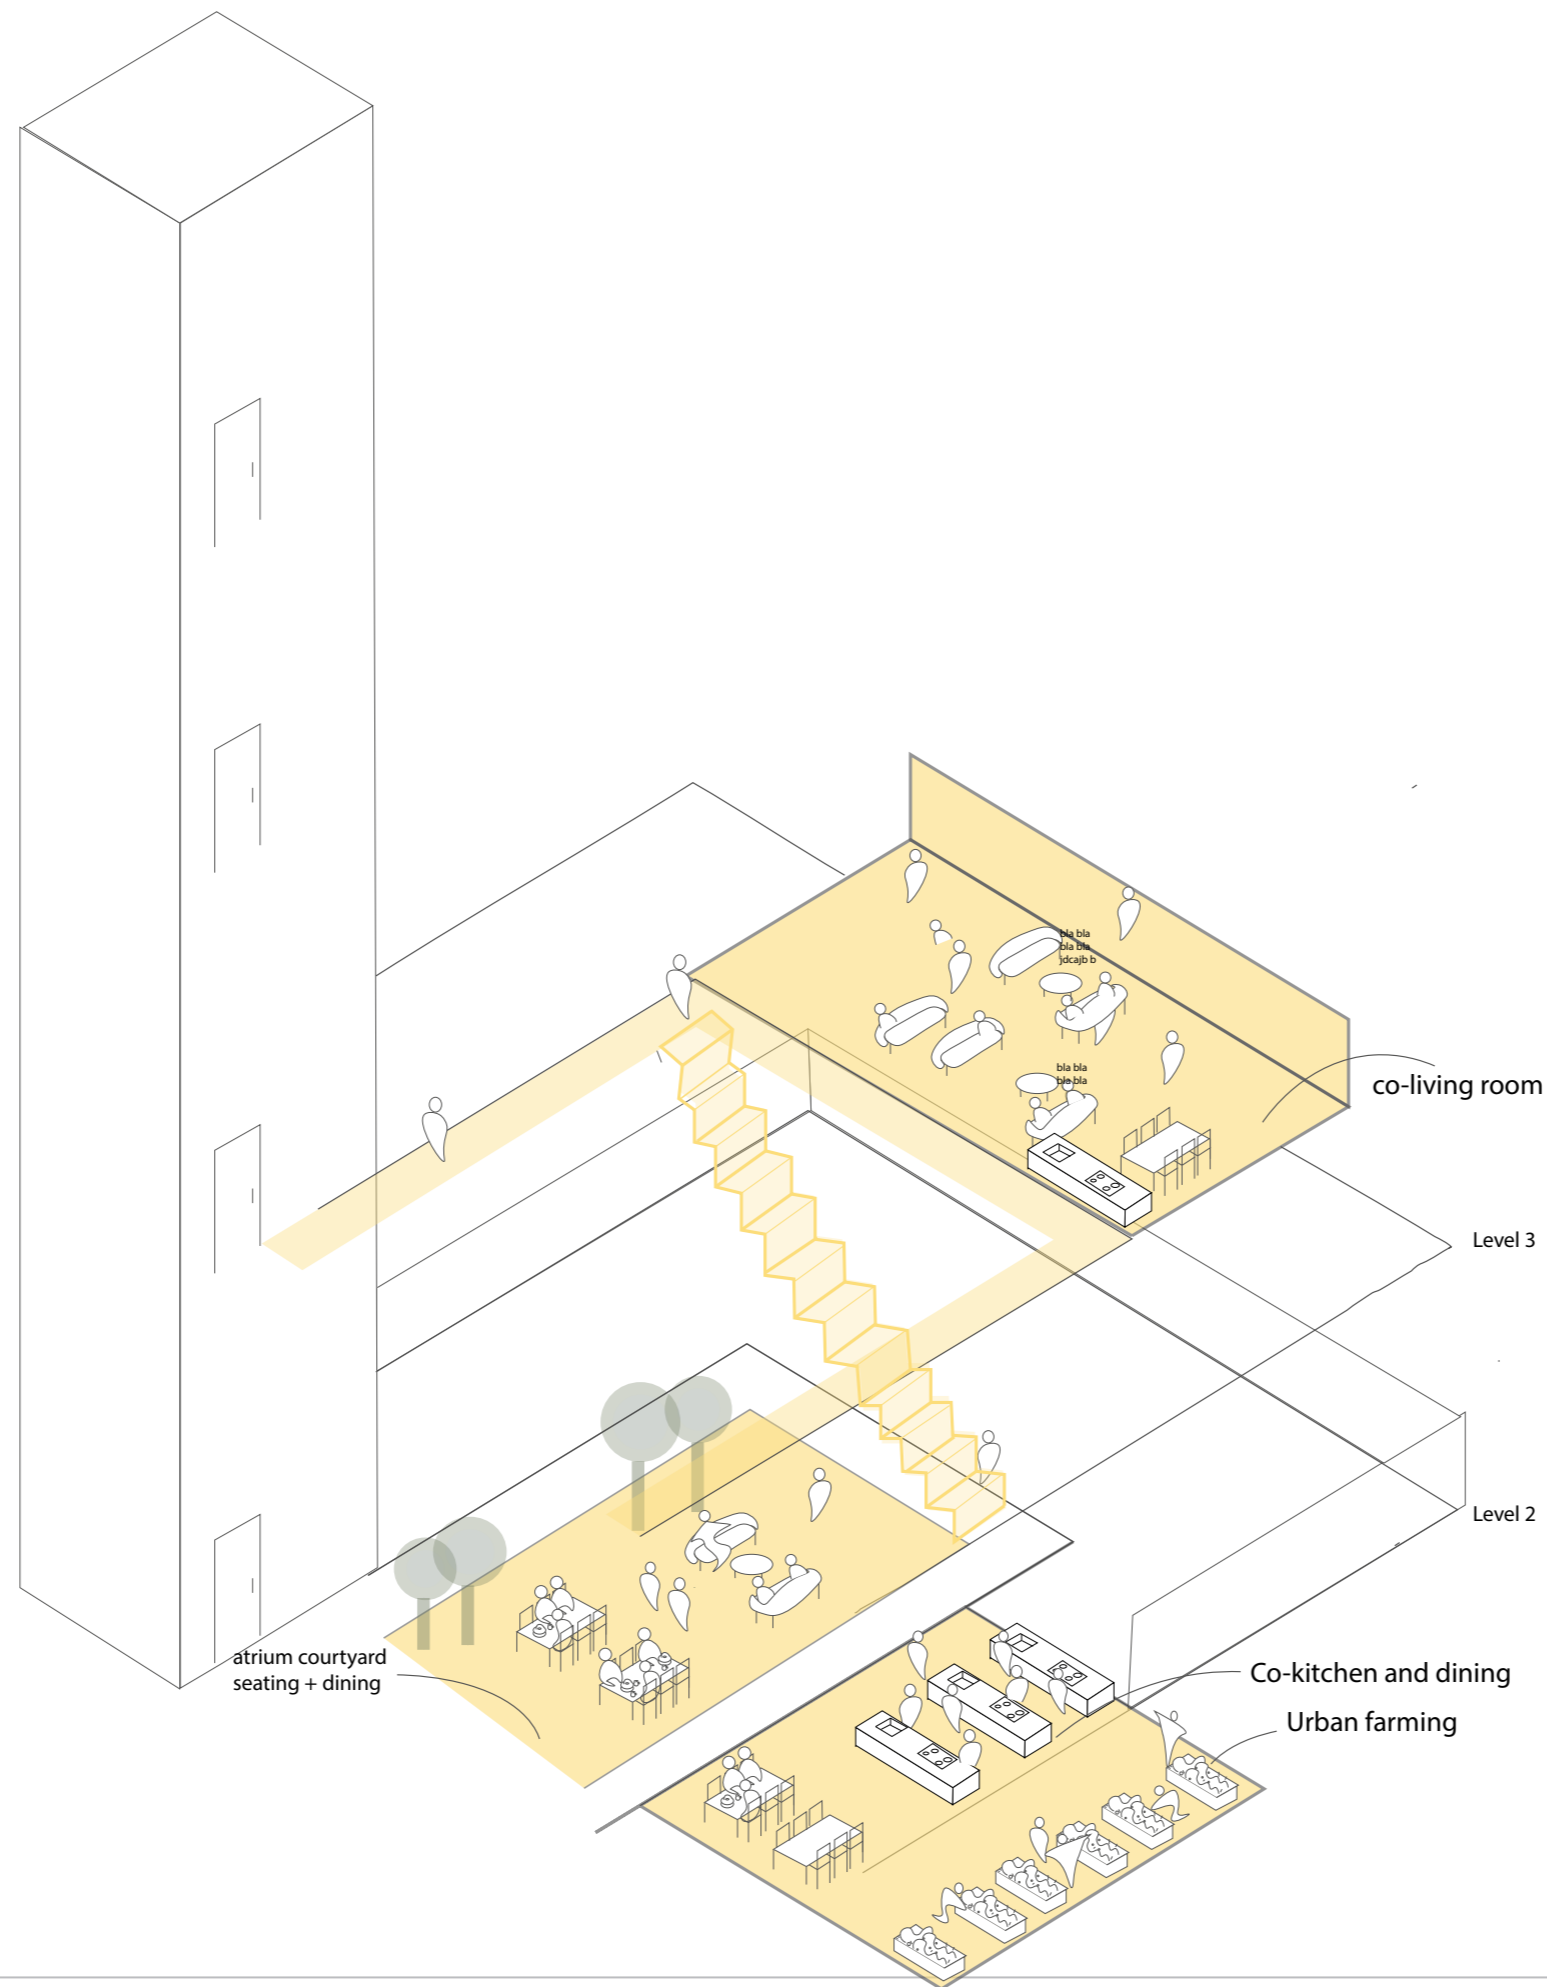 bla bla
bla bla
jdcajb b
bla bla
bla bla
co-living room
Level 3
Level 2
atrium courtyard
seating + dining
Co-kitchen and dining
Urban farming